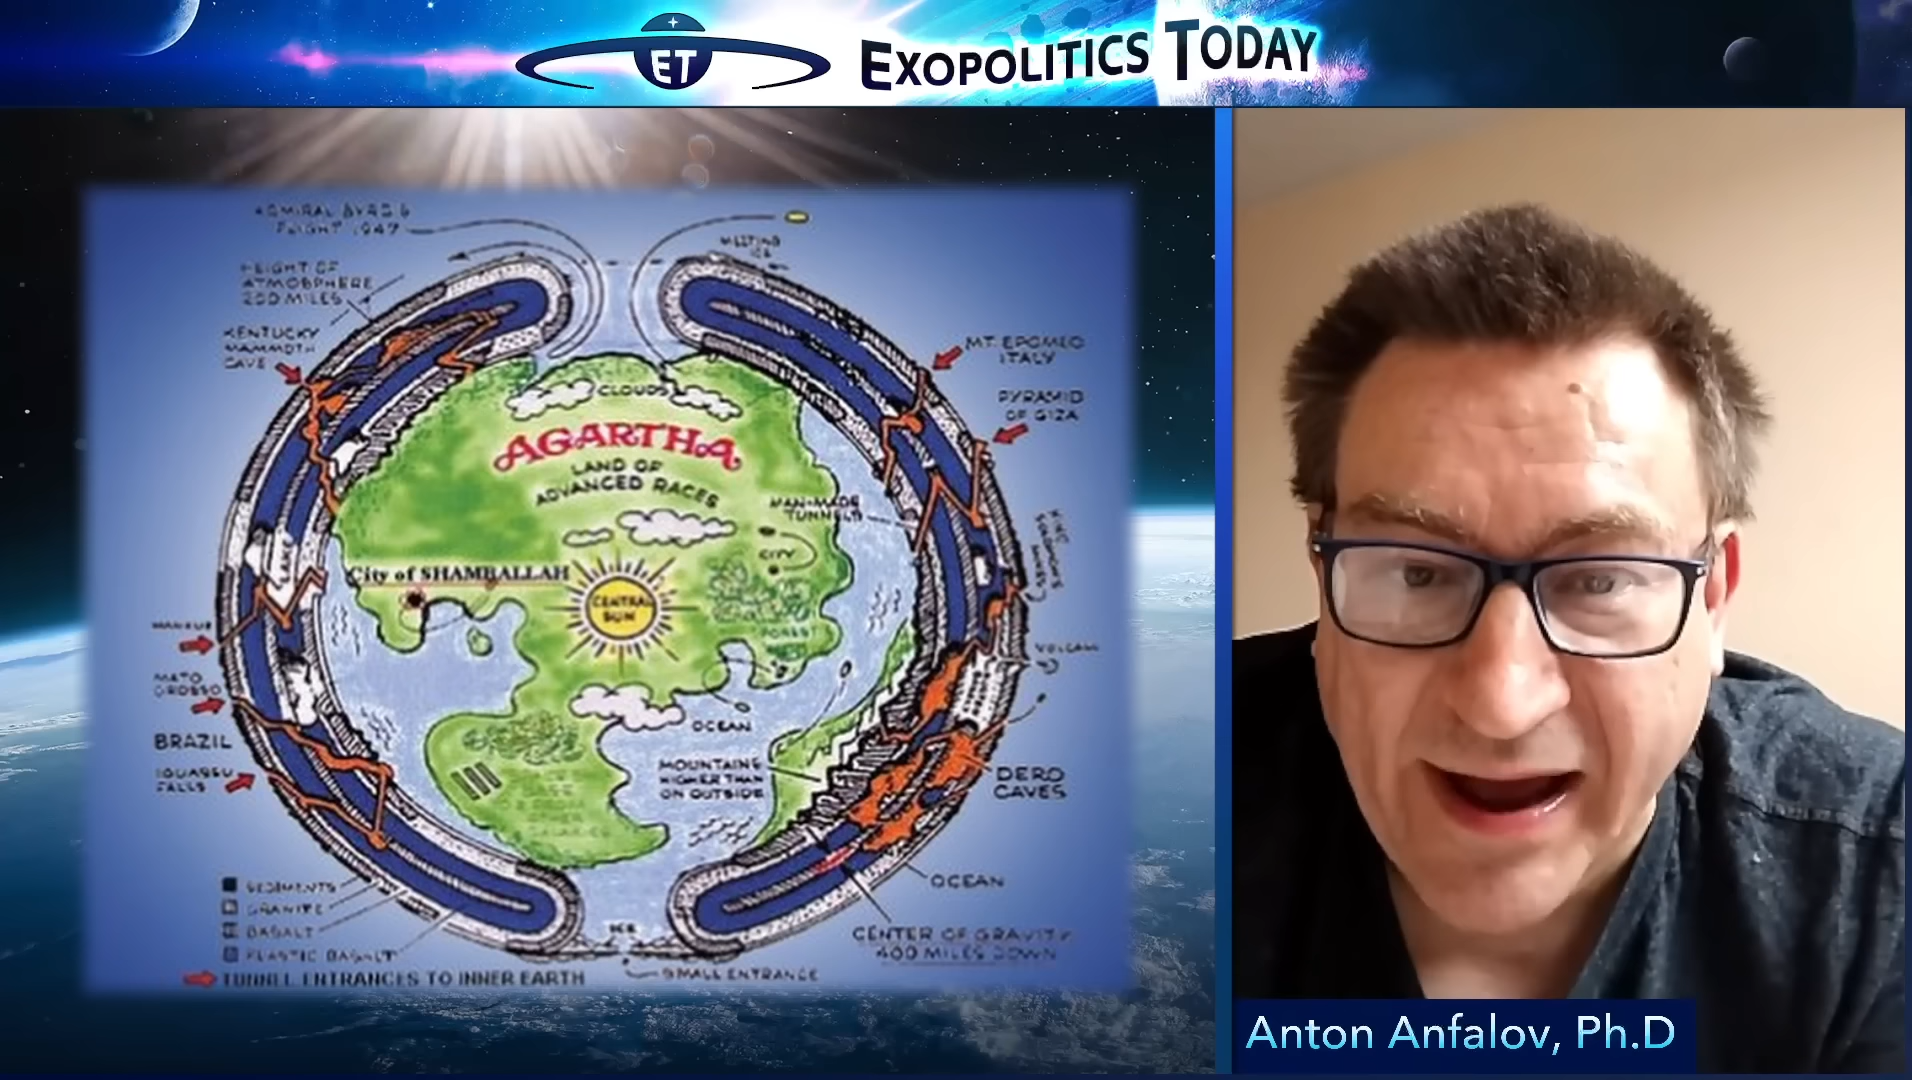 ET
EXOPOLITICS TODAY
ADMIRAL BYRD'S
FLIGHT 1947
MELTING
ICE
HEIGHT OF
ATMOSPHERE
200 MILES
KENTUCKY
MAMMOTH
CAVE
MT. EPOMEO
ITALY
PYRAMID
OF GIZA
CLOUDS
AGARTHA
LAND OF
ADVANCED RACES
MAN-MADE
TUNNELS
CITY
City of SHAMBALLAH
CENTRAL
SUN
FOREST
VOLCANO
MATO
GROSSO
BRAZIL
IGUASSU
FALLS
OCEAN
MOUNTAINS
HIGHER THAN
ON OUTSIDE
DERO
CAVES
OCEAN
CENTER OF GRAVITY
400 MILES DOWN
SEDIMENTS
GRANITE
BASALT
PLASTIC BASALT
ICE
SMALL ENTRANCE
TUNNEL ENTRANCES TO INNER EARTH
Anton Anfalov, Ph.D